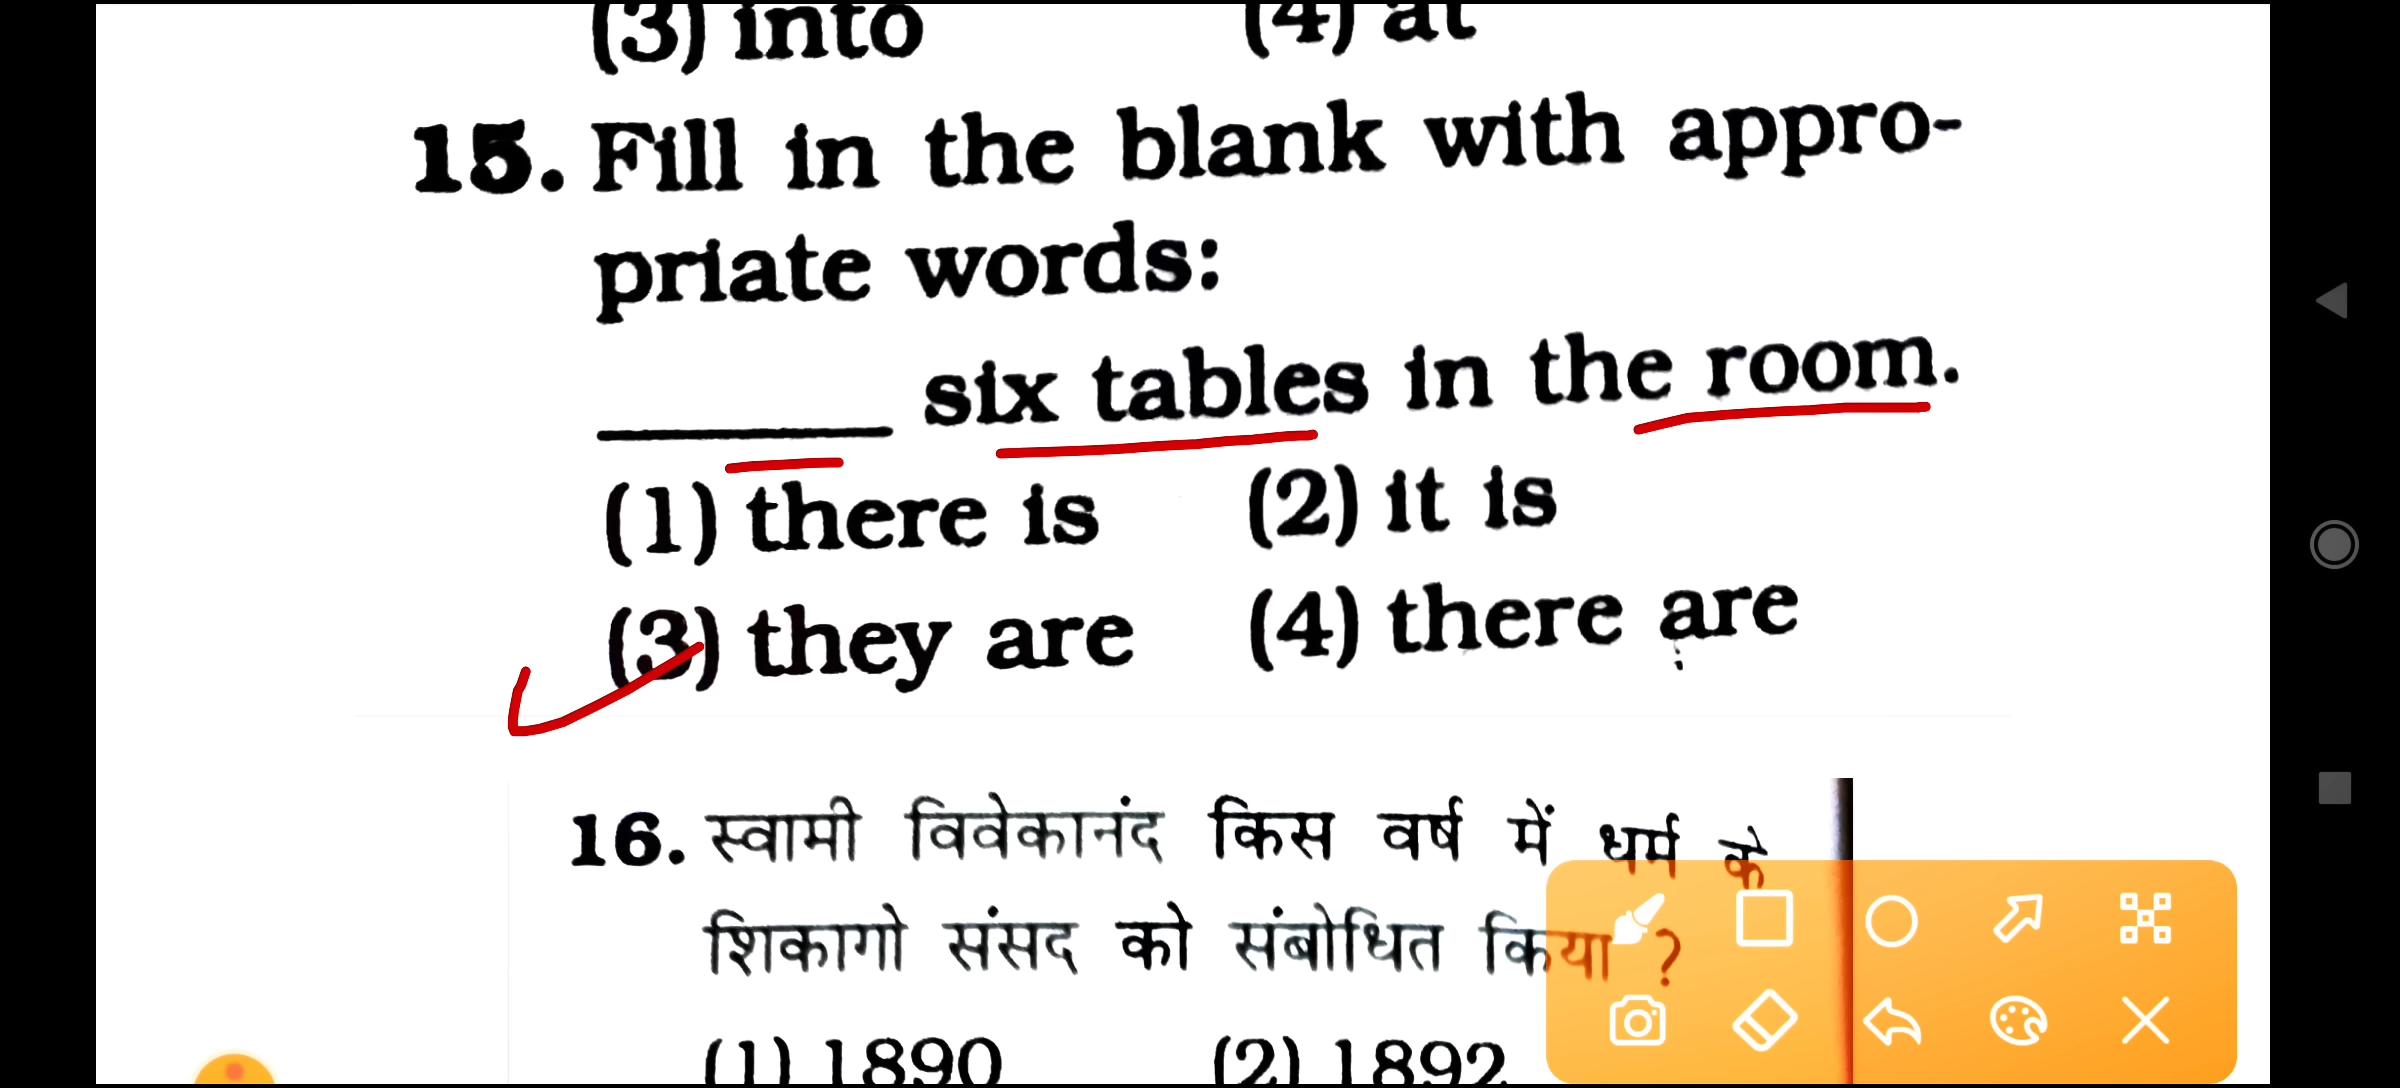 (3) into (4) at
15. Fill in the blank with appro-
priate words:
______ six tables in the room.
(1) there is (2) it is
(3) they are (4) there are
16. स्वामी विवेकानंद किस वर्ष में धर्म के
शिकागो संसद को संबोधित किया ?
(1) 1890 (2) 1892